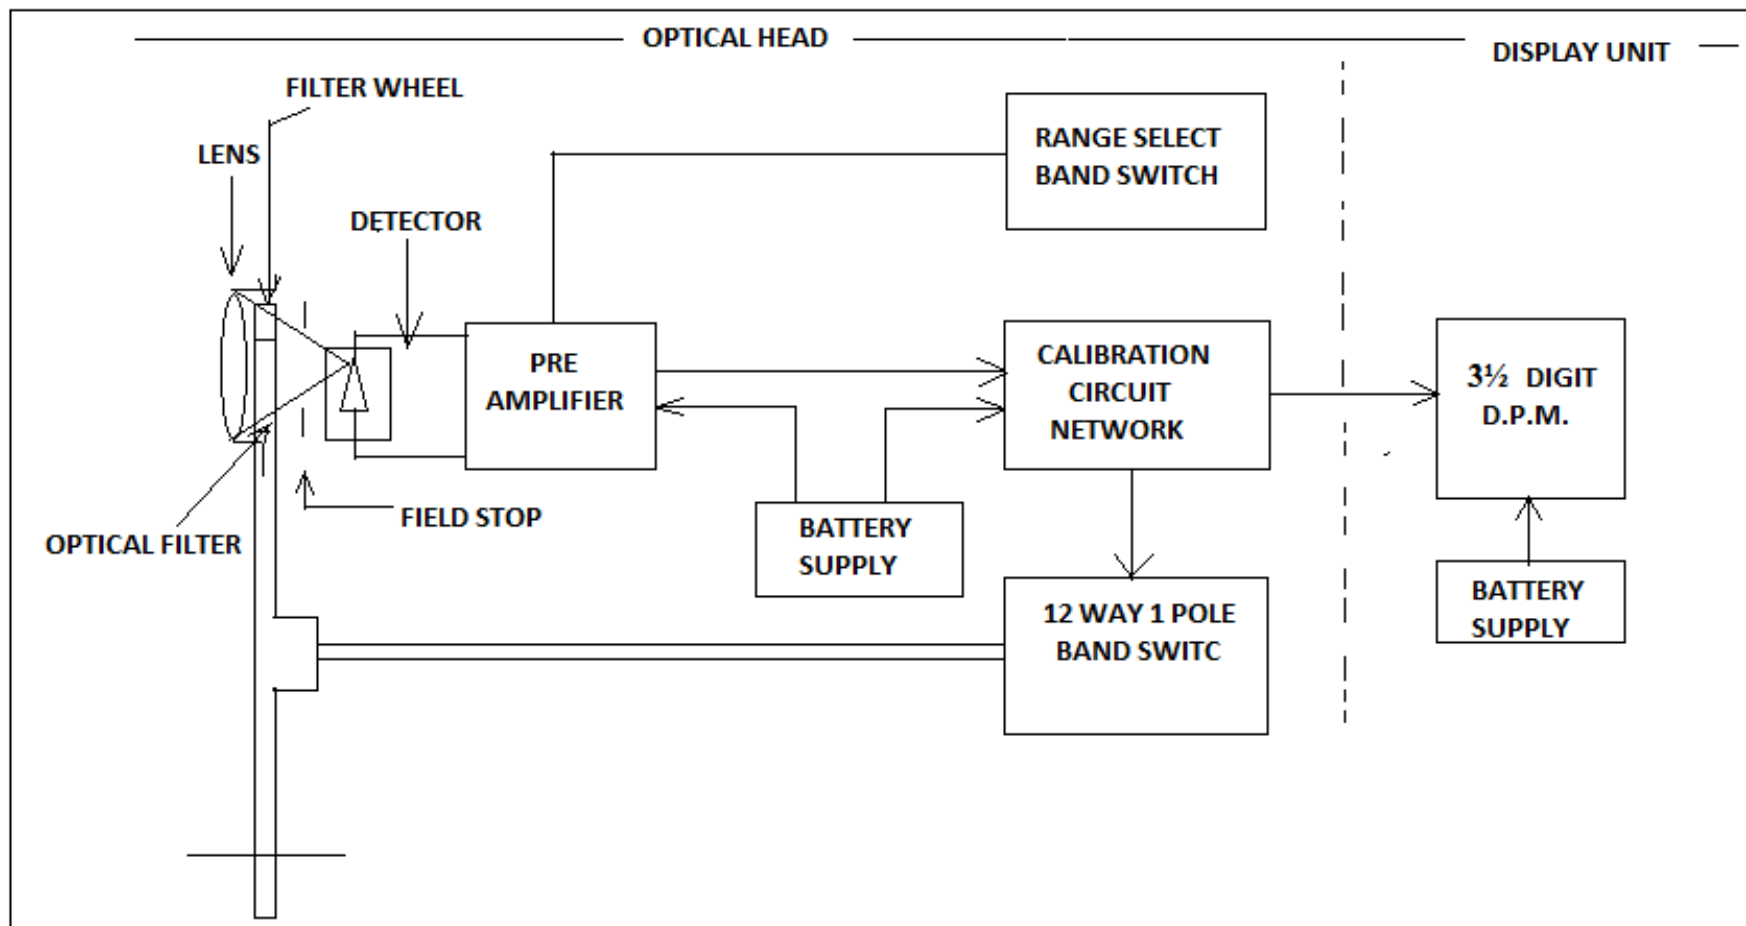 OPTICAL HEAD
DISPLAY UNIT
FILTER WHEEL
LENS
DETECTOR
RANGE SELECT
BAND SWITCH
PRE
AMPLIFIER
CALIBRATION
CIRCUIT
NETWORK
3½ DIGIT
D.P.M.
FIELD STOP
OPTICAL FILTER
BATTERY
SUPPLY
12 WAY 1 POLE
BAND SWITC
BATTERY
SUPPLY